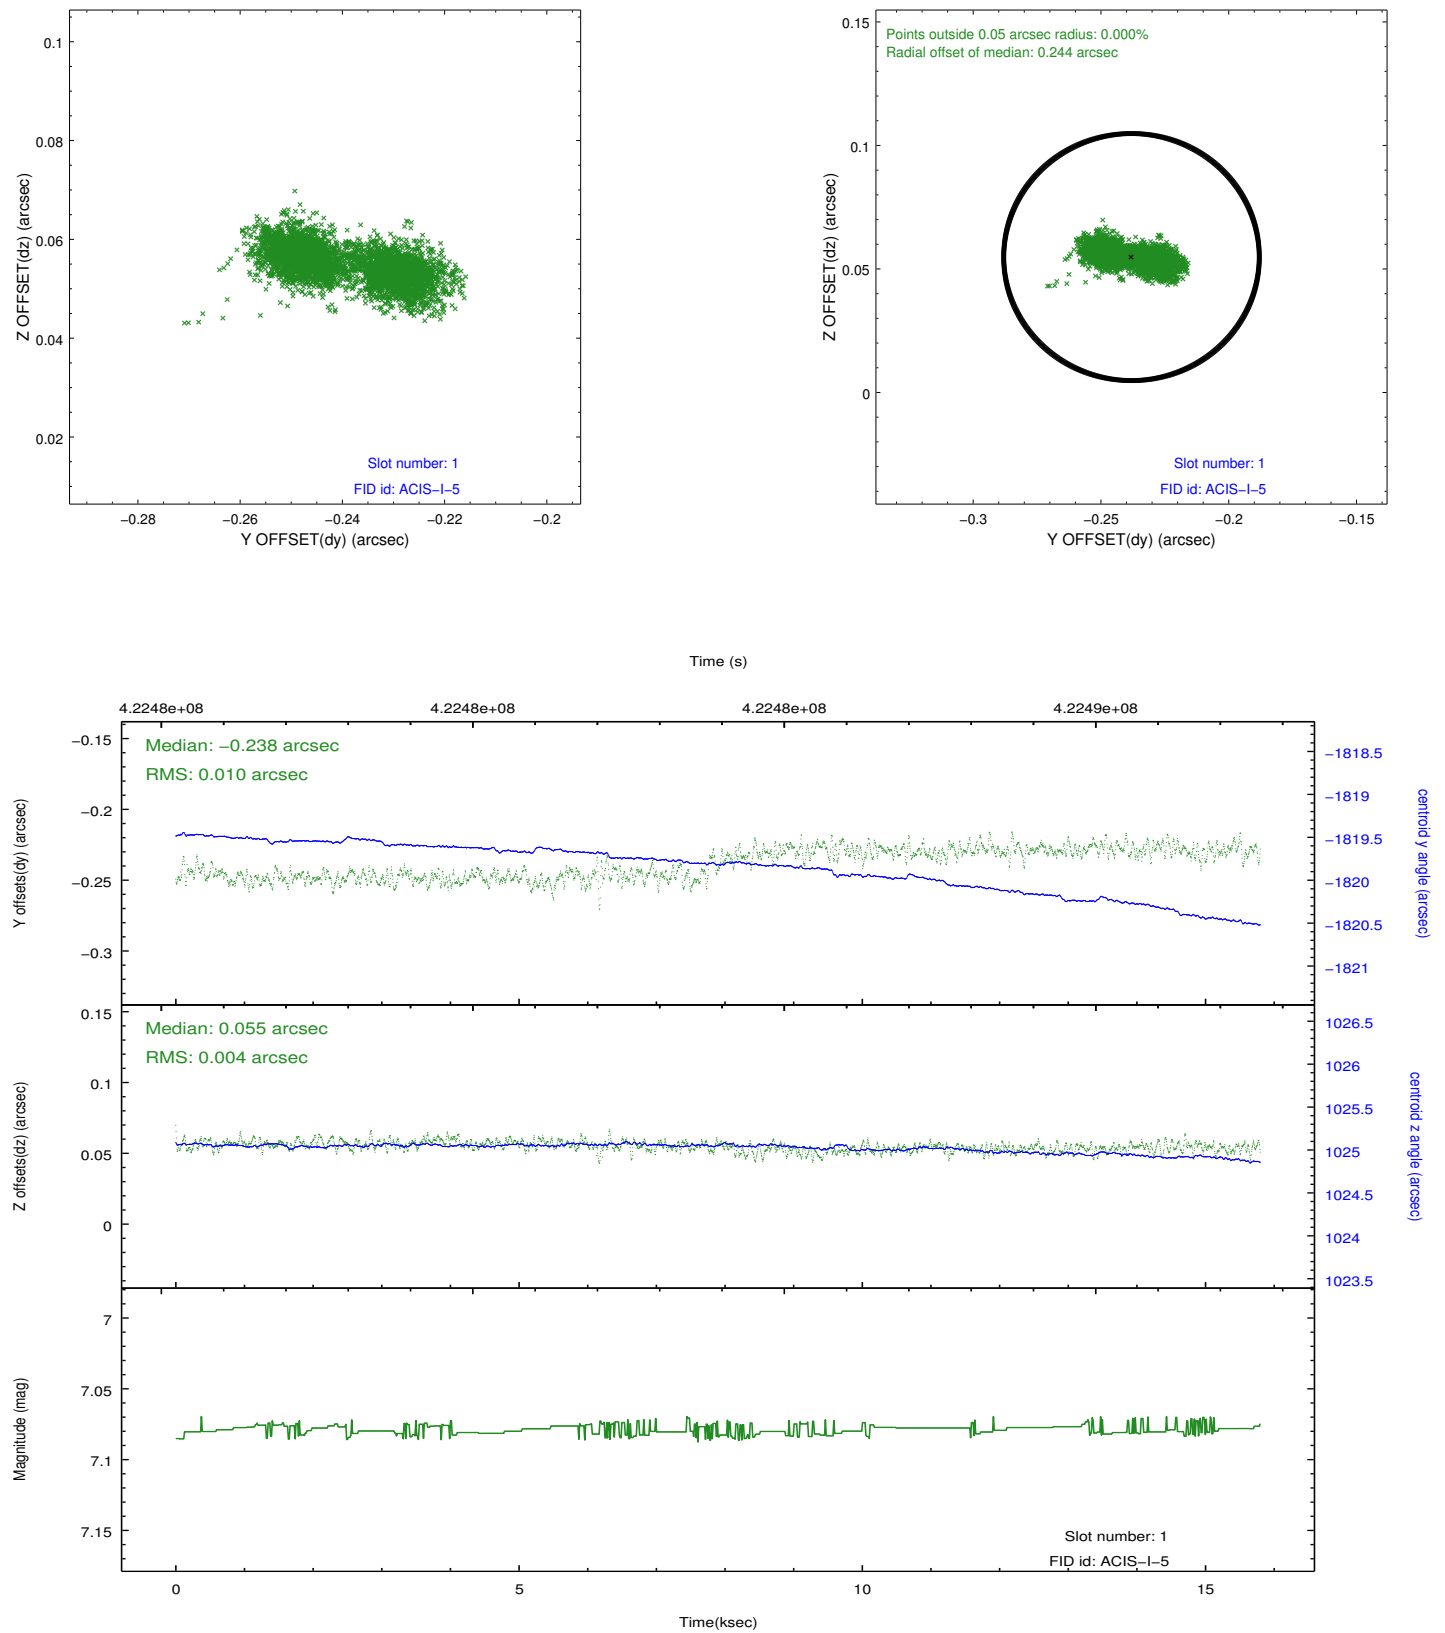 0.1
0.08
0.06
0.04
0.02
Z OFFSET(dz) (arcsec)
Slot number: 1
FID id: ACIS−I−5
−0.28 −0.26 −0.24 −0.22 −0.2
Y OFFSET(dy) (arcsec)
Points outside 0.05 arcsec radius: 0.000%
Radial offset of median: 0.244 arcsec
0.15
0.1
0.05
0
Z OFFSET(dz) (arcsec)
Slot number: 1
FID id: ACIS−I−5
−0.3 −0.25 −0.2 −0.15
Y OFFSET(dy) (arcsec)
Time (s)
4.2248e+08 4.2248e+08 4.2248e+08 4.2249e+08
Median: −0.238 arcsec
RMS: 0.010 arcsec
−0.15
−0.2
−0.25
−0.3
Y offsets(dy) (arcsec)
−1818.5
−1819
−1819.5
−1820
−1820.5
−1821
centroid y angle (arcsec)
Median: 0.055 arcsec
RMS: 0.004 arcsec
0.15
0.1
0.05
0
Z offsets(dz) (arcsec)
1026.5
1026
1025.5
1025
1024.5
1024
1023.5
centroid z angle (arcsec)
7
7.05
7.1
7.15
Magnitude (mag)
Slot number: 1
FID id: ACIS−I−5
0 5 10 15
Time(ksec)